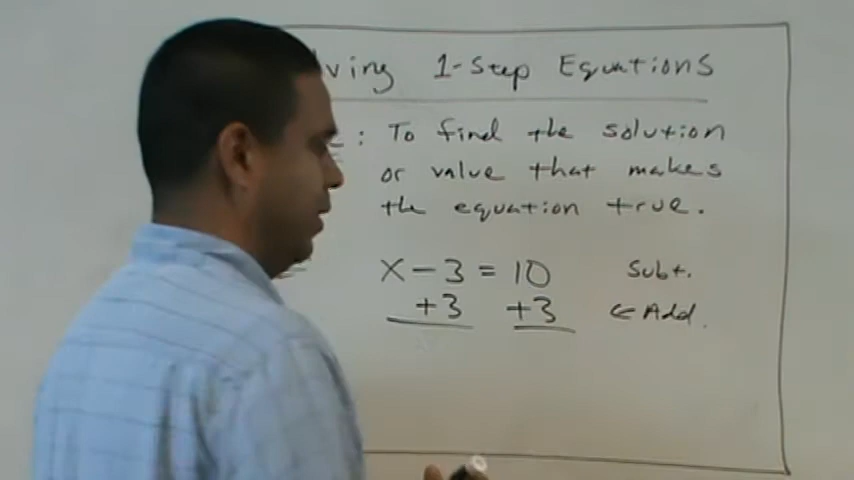 1-Step Equations
: To find the solution
or value that makes
the equation true.
x - 3 = 10 Subt.
+3 +3 ← Add.